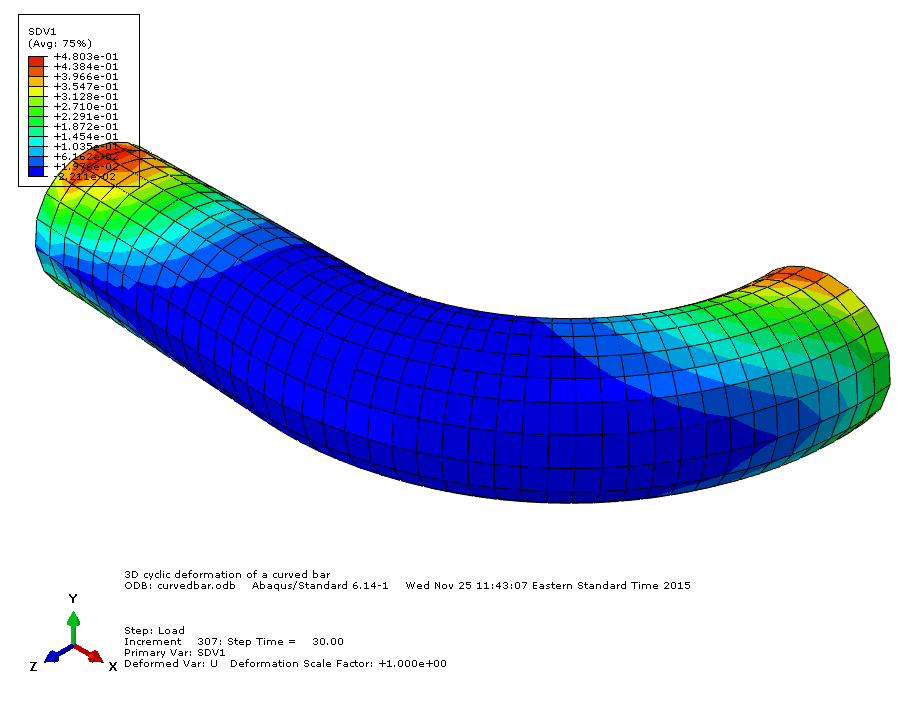 SDV1
(Avg: 75%)
+4.803e-01
+4.384e-01
+3.966e-01
+3.547e-01
+3.128e-01
+2.710e-01
+2.291e-01
+1.872e-01
+1.454e-01
+1.035e-01
+6.162e-02
+1.976e-02
-2.211e-02
3D cyclic deformation of a curved bar
ODB: curvedbar.odb Abaqus/Standard 6.14-1 Wed Nov 25 11:43:07 Eastern Standard Time 2015
Y
Z
X
Step: Load
Increment 307: Step Time = 30.00
Primary Var: SDV1
Deformed Var: U Deformation Scale Factor: +1.000e+00